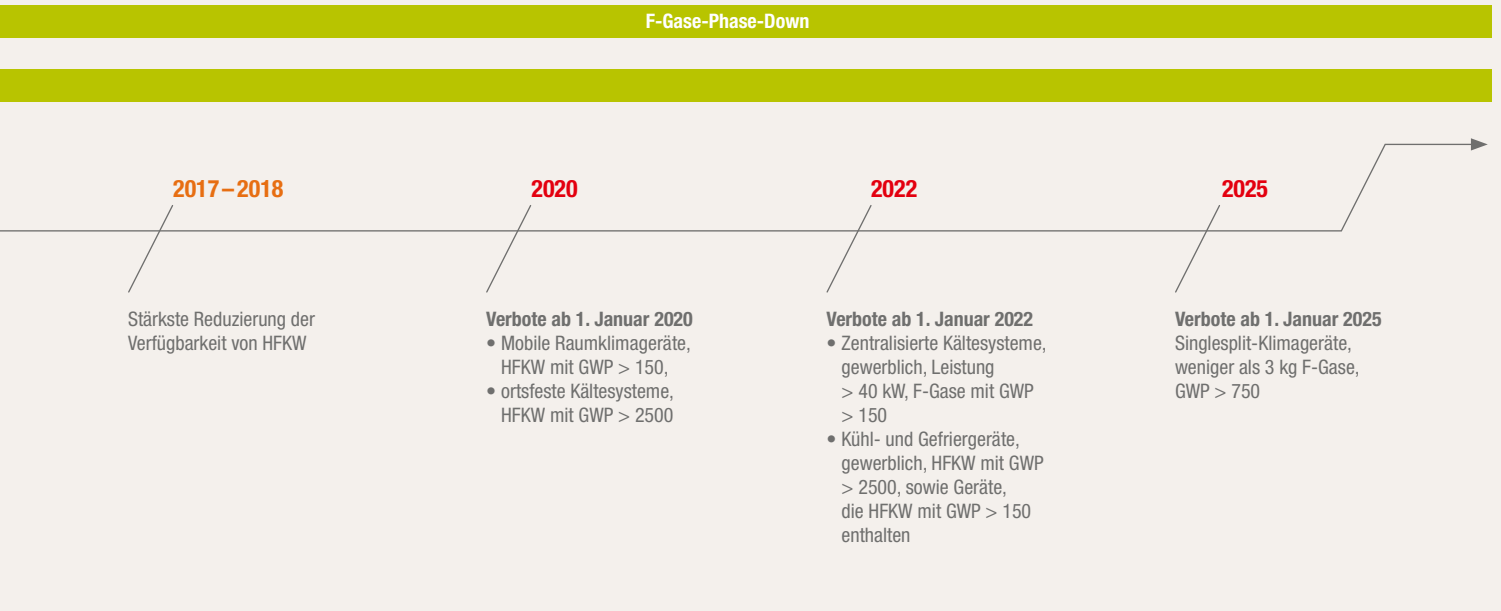 F-Gase-Phase-Down
2017–2018
Stärkste Reduzierung der
Verfügbarkeit von HFKW
2020
Verbote ab 1. Januar 2020
• Mobile Raumklimageräte,
HFKW mit GWP > 150,
• ortsfeste Kältesysteme,
HFKW mit GWP > 2500
2022
Verbote ab 1. Januar 2022
• Zentralisierte Kältesysteme,
gewerblich, Leistung
> 40 kW, F-Gase mit GWP
> 150
• Kühl- und Gefriergeräte,
gewerblich, HFKW mit GWP
> 2500, sowie Geräte,
die HFKW mit GWP > 150
enthalten
2025
Verbote ab 1. Januar 2025
Singlesplit-Klimageräte,
weniger als 3 kg F-Gase,
GWP > 750